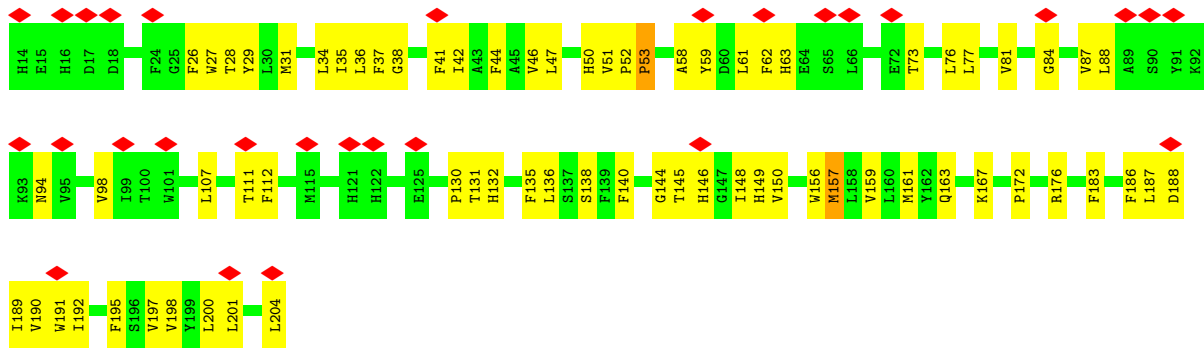 H14 E15 H16 D17 D18 F24 G25 F26 W27 T28 Y29 L30 M31 L34 I35 L36 F37 G38 F41 I42 A43 F44 A45 V46 L47 H50 V51 P52 P53 A58 Y59 D60 L61 F62 H63 E64 S65 L66 E72 T73 L76 L77 V81 G84 V87 L88 A89 S90 Y91 K92
K93 N94 V95 V98 I99 T100 W101 L107 T111 F112 M115 H121 H122 E125 P130 T131 H132 F135 L136 S137 S138 F139 F140 G144 T145 H146 G147 I148 H149 V150 W156 M157 L158 V159 L160 M161 Y162 Q163 K167 P172 R176 F183 F186 L187 D188
I189 V190 W191 I192 F195 S196 V197 V198 Y199 L200 L201 L204